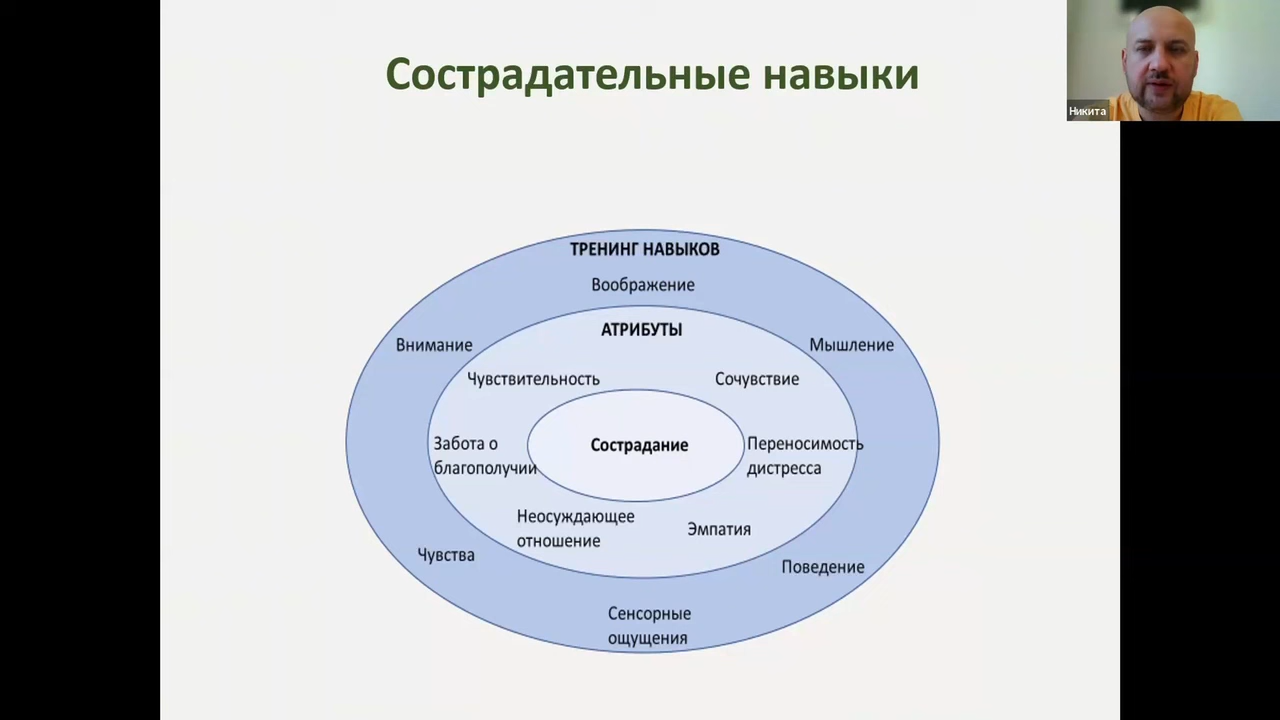 Сострадательные навыки
Никита
ТРЕНИНГ НАВЫКОВ
Воображение
Внимание
Мышление
АТРИБУТЫ
Чувствительность
Сочувствие
Забота о
благополучии
Сострадание
Переносимость
дистресса
Неосуждающее
отношение
Эмпатия
Чувства
Поведение
Сенсорные
ощущения